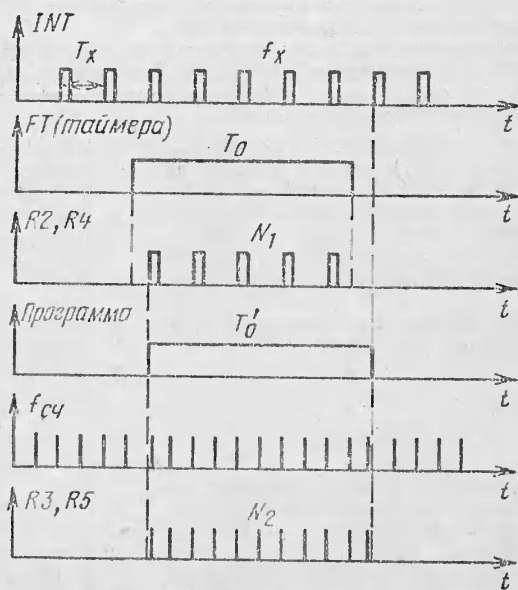 INT
Tx
fx
t
FT(таймера)
T0
t
R2, R4
N1
t
Программа
T0'
t
fсч
t
R3, R5
N2
t